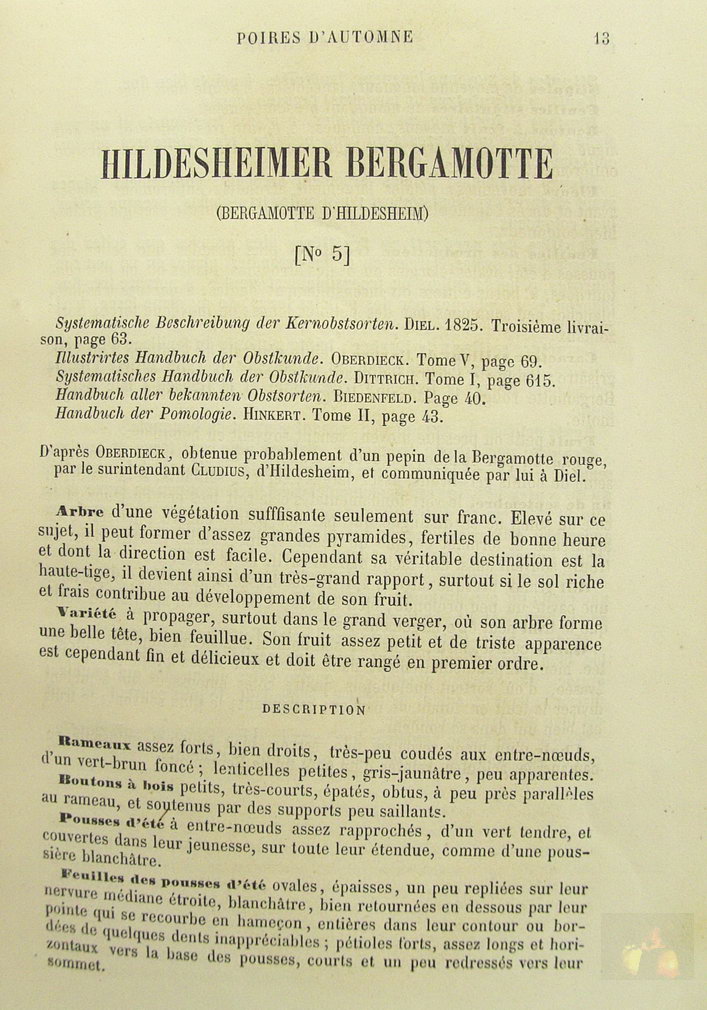 POIRES D'AUTOMNE 13
HILDESHEIMER BERGAMOTTE
(BERGAMOTTE D'HILDESHEIM)
[No 5]
Systematische Beschreibung der Kernobstsorten. DIEL. 1825. Troisième livrai-
son, page 63.
Illustrirtes Handbuch der Obstkunde. OBERDIECK. Tome V, page 69.
Systematisches Handbuch der Obstkunde. DITTRICH. Tome I, page 615.
Handbuch aller bekannten Obstsorten. BIEDENFELD. Page 40.
Handbuch der Pomologie. HINKERT. Tome II, page 43.
D'après OBERDIECK, obtenue probablement d'un pepin de la Bergamotte rouge,
par le surintendant CLUDIUS, d'Hildesheim, et communiquée par lui à Diel.
Arbre d'une végétation sufffisante seulement sur franc. Elevé sur ce
sujet, il peut former d'assez grandes pyramides, fertiles de bonne heure
et dont la direction est facile. Cependant sa véritable destination est la
haute-tige, il devient ainsi d'un très-grand rapport, surtout si le sol riche
et frais contribue au développement de son fruit.
Variété à propager, surtout dans le grand verger, où son arbre forme
une belle tête, bien feuillue. Son fruit assez petit et de triste apparence
est cependant fin et délicieux et doit être rangé en premier ordre.
DESCRIPTION
Rameaux assez forts, bien droits, très-peu coudés aux entre-nœuds,
d'un vert-brun foncé; lenticelles petites, gris-jaunâtre, peu apparentes.
Boutons à bois petits, très-courts, épatés, obtus, à peu près parallèles
au rameau, et soutenus par des supports peu saillants.
Pousses d'été à entre-nœuds assez rapprochés, d'un vert tendre, et
couvertes dans leur jeunesse, sur toute leur étendue, comme d'une pous-
sière blanchâtre.
Feuilles des pousses d'été ovales, épaisses, un peu repliées sur leur
nervure médiane étroite, blanchâtre, bien retournées en dessous par leur
pointe qui se recourbe en hameçon, entières dans leur contour ou bor-
dées de quelques dents inappréciables; pétioles forts, assez longs et hori-
zontaux vers la base des pousses, courts et un peu redressés vers leur
sommet.